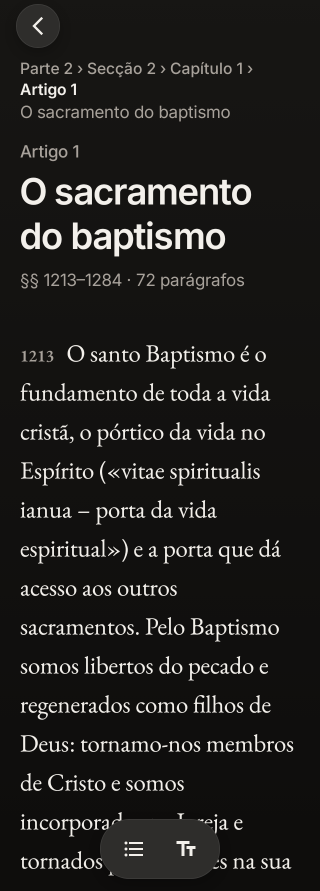 Parte 2 › Secção 2 › Capítulo 1 ›
Artigo 1
O sacramento do baptismo
Artigo 1
O sacramento
do baptismo
§§ 1213–1284 · 72 parágrafos
1213 O santo Baptismo é o
fundamento de toda a vida
cristã, o pórtico da vida no
Espírito («vitae spiritualis
ianua – porta da vida
espiritual») e a porta que dá
acesso aos outros
sacramentos. Pelo Baptismo
somos libertos do pecado e
regenerados como filhos de
Deus: tornamo-nos membros
de Cristo e somos
e
tornados na sua